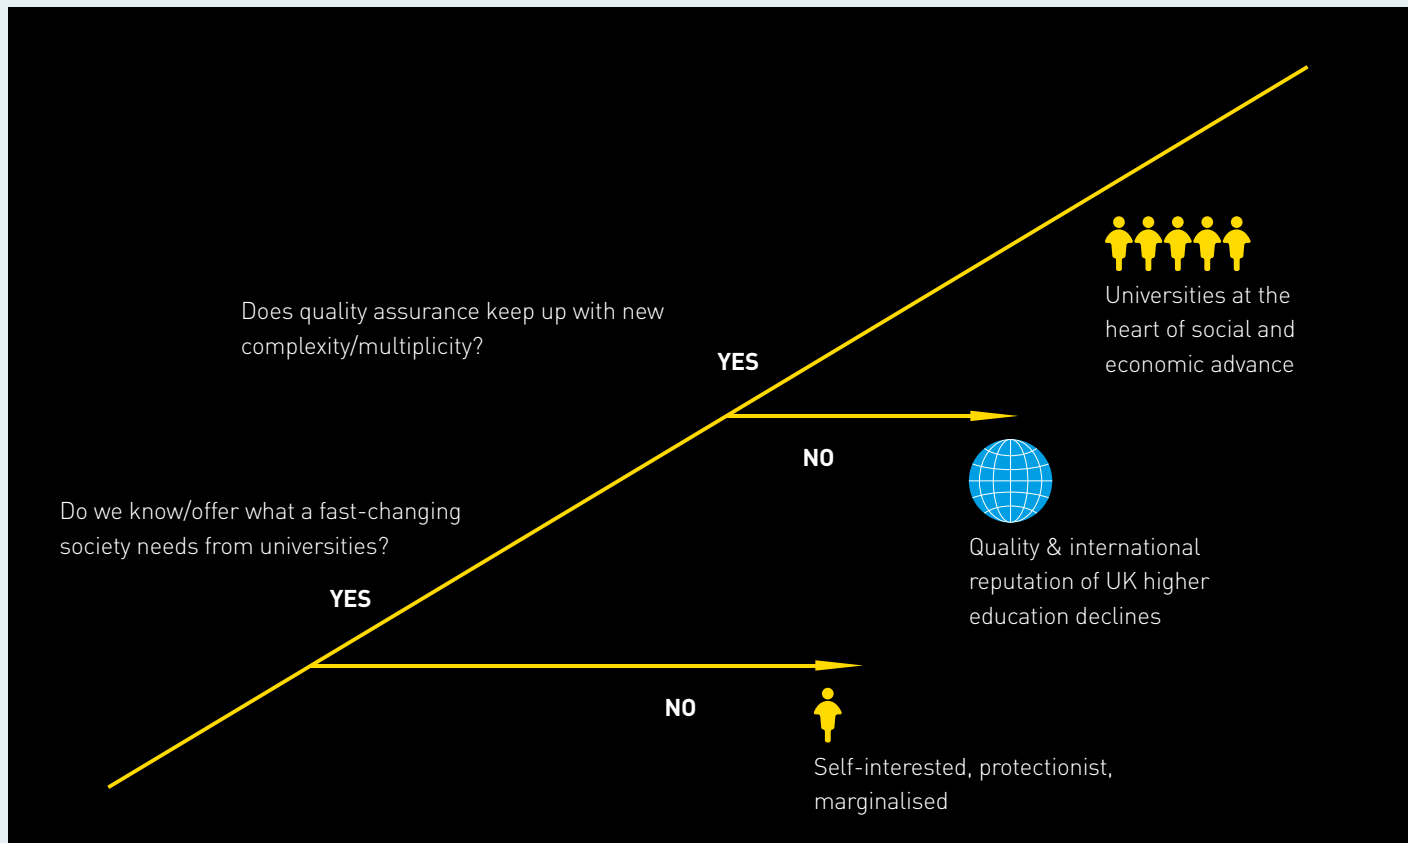 Does quality assurance keep up with new
complexity/multiplicity?
YES
Universities at the
heart of social and
economic advance
NO
Quality & international
reputation of UK higher
education declines
Do we know/offer what a fast-changing
society needs from universities?
YES
NO
Self-interested, protectionist,
marginalised